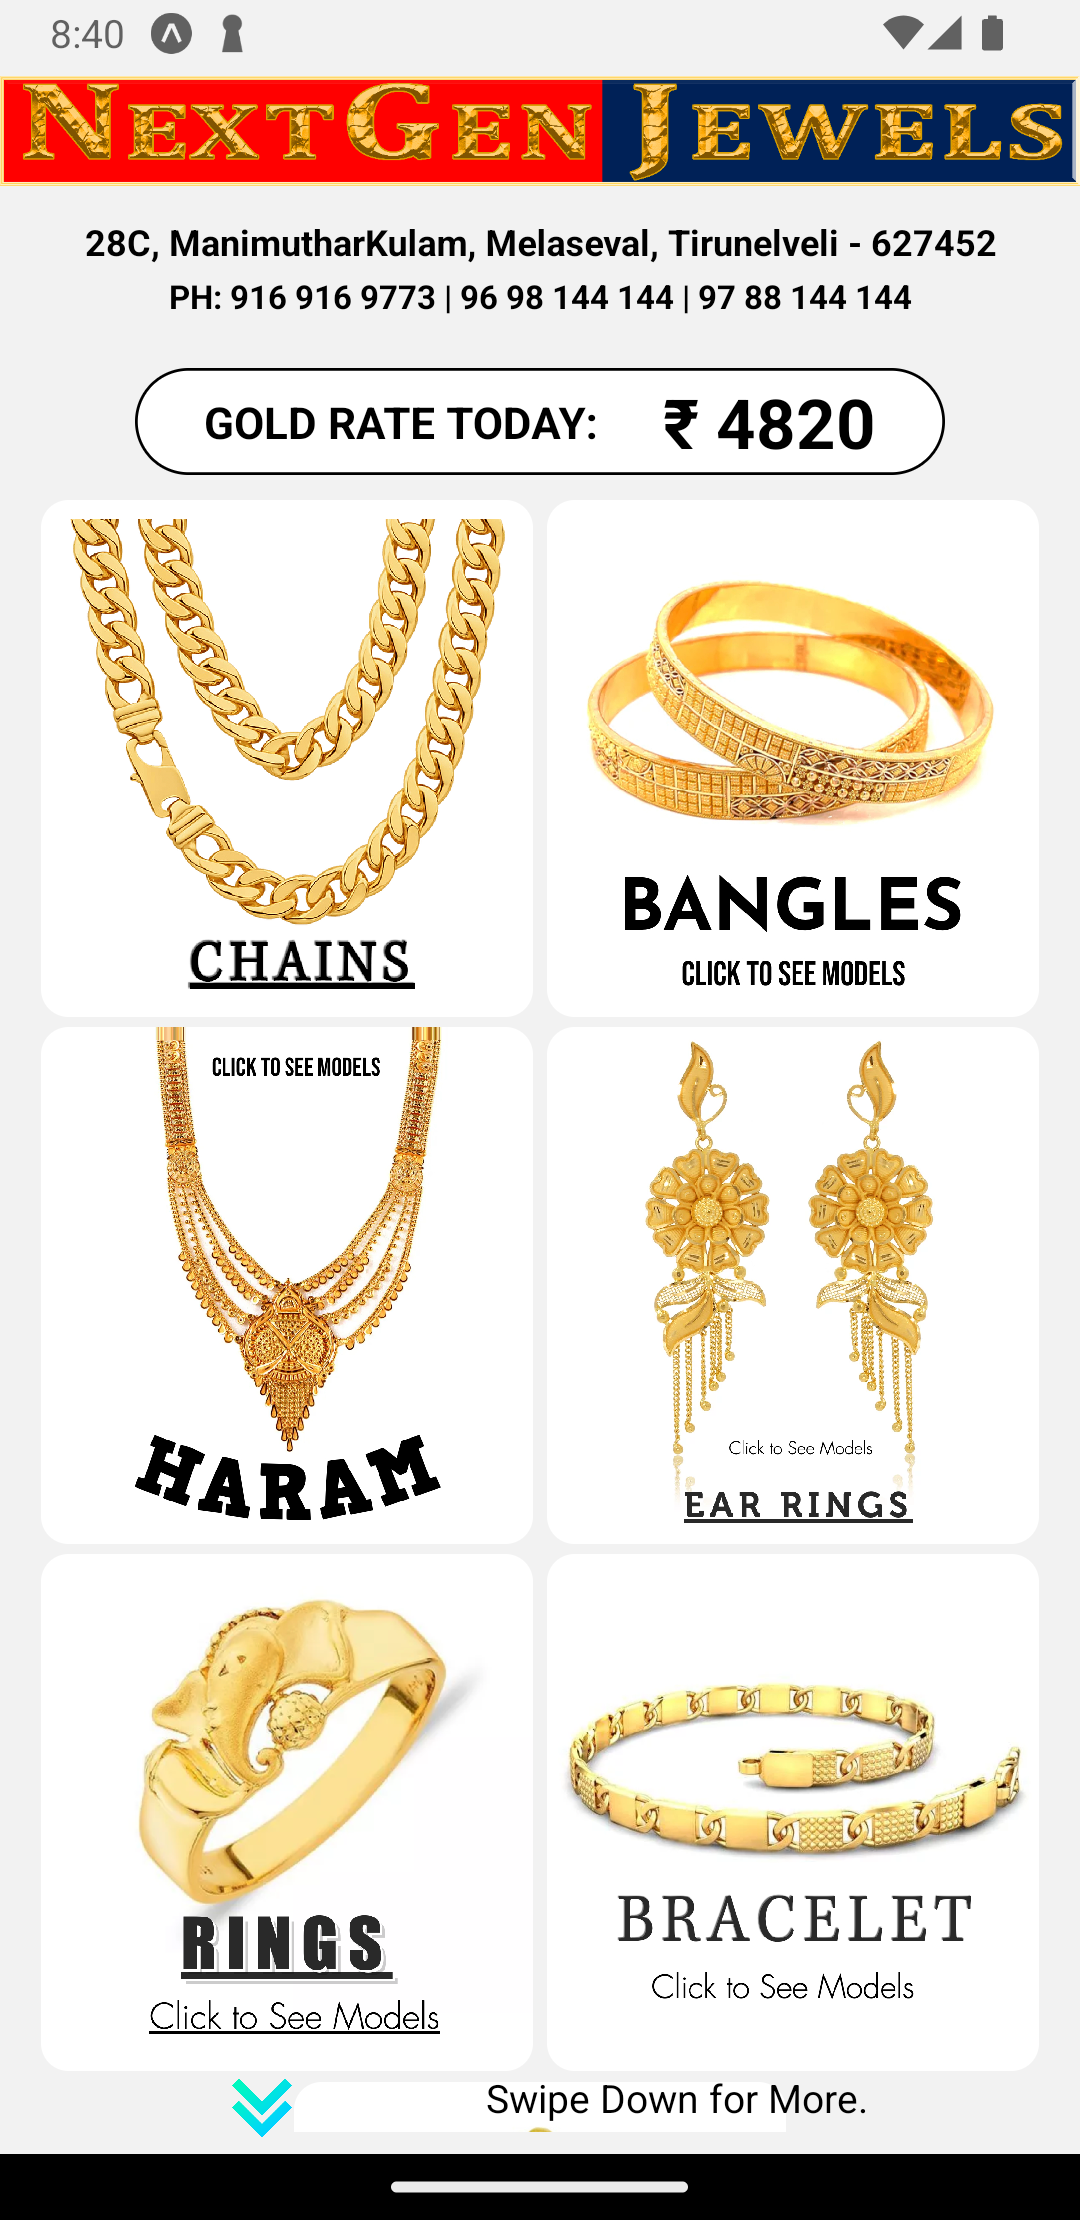 8:40
NEXTGEN JEWELS
28C, ManimutharKulam, Melaseval, Tirunelveli - 627452
PH: 916 916 9773 | 96 98 144 144 | 97 88 144 144
GOLD RATE TODAY: ₹ 4820
CHAINS
BANGLES
CLICK TO SEE MODELS
CLICK TO SEE MODELS
HARAM
Click to See Models
EAR RINGS
RINGS
Click to See Models
BRACELET
Click to See Models
Swipe Down for More.